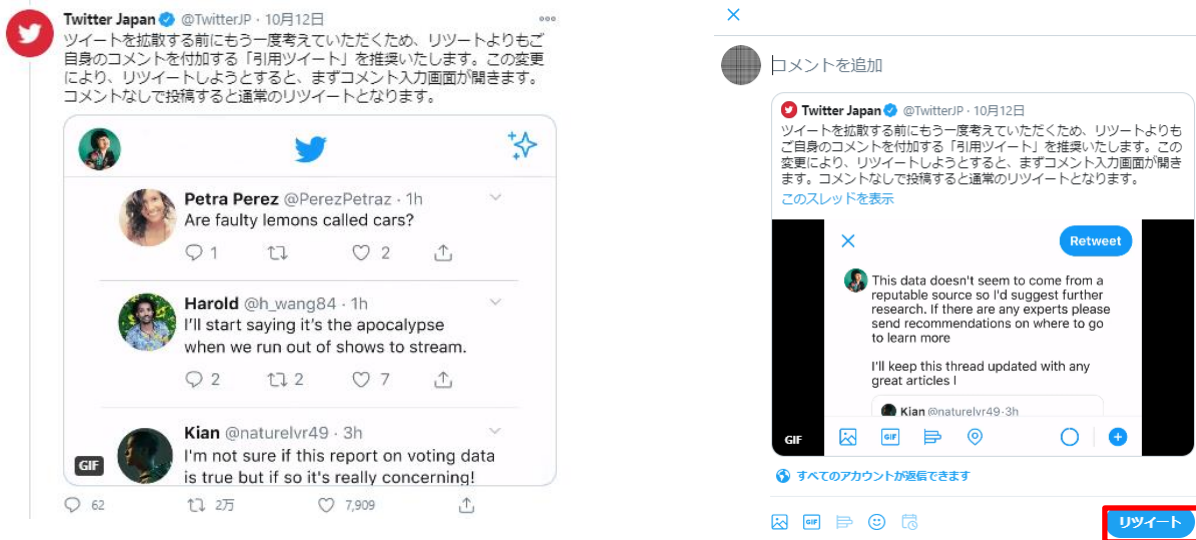 Twitter Japan @TwitterJP · 10月12日
ツイートを拡散する前にもう一度考えていただくため、リツートよりもご
自身のコメントを付加する「引用ツイート」を推奨いたします。この変更
により、リツイートしようとすると、まずコメント入力画面が開きます。
コメントなしで投稿すると通常のリツイートとなります。
Petra Perez @PerezPetraz · 1h
Are faulty lemons called cars?
1 2
Harold @h_wang84 · 1h
I'll start saying it's the apocalypse
when we run out of shows to stream.
2 2 7
Kian @naturelvr49 · 3h
I'm not sure if this report on voting data
is true but if so it's really concerning!
GIF
62 2万 7,909
コメントを追加
Twitter Japan @TwitterJP · 10月12日
ツイートを拡散する前にもう一度考えていただくため、リツートよりも
ご自身のコメントを付加する「引用ツイート」を推奨いたします。この
変更により、リツイートしようとすると、まずコメント入力画面が開き
ます。コメントなしで投稿すると通常のリツイートとなります。
このスレッドを表示
Retweet
This data doesn't seem to come from a
reputable source so I'd suggest further
research. If there are any experts please
send recommendations on where to go
to learn more
I'll keep this thread updated with any
great articles I
Kian @naturelvr49·3h
GIF
GIF
すべてのアカウントが返信できます
GIF
リツイート